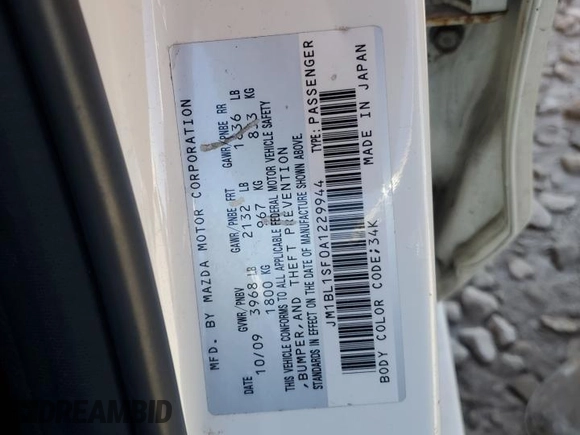 MFD. BY MAZDA MOTOR CORPORATION
GVWR/PNBV GAWR/PNBE FRT GAWR/PNBE RR
DATE 10/09 3968 LB 2132 LB 1836 LB
1800 KG 967 KG 833 KG
THIS VEHICLE CONFORMS TO ALL APPLICABLE FEDERAL MOTOR VEHICLE SAFETY
, BUMPER, AND THEFT PREVENTION
STANDARDS IN EFFECT ON THE DATE OF MANUFACTURE SHOWN ABOVE.
JM1BL1SF0A1229944 TYPE: PASSENGER
BODY COLOR CODE;34K MADE IN JAPAN
DREAMBID